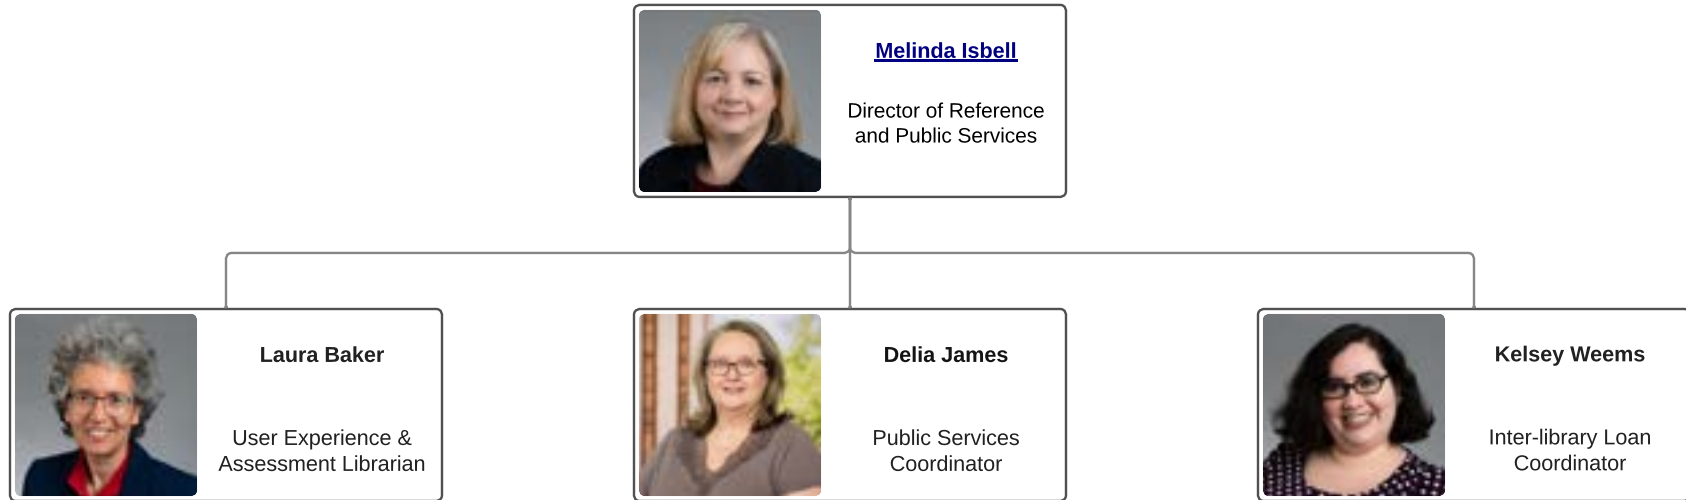 Melinda Isbell
Director of Reference
and Public Services
Laura Baker
User Experience &
Assessment Librarian
Delia James
Public Services
Coordinator
Kelsey Weems
Inter-library Loan
Coordinator